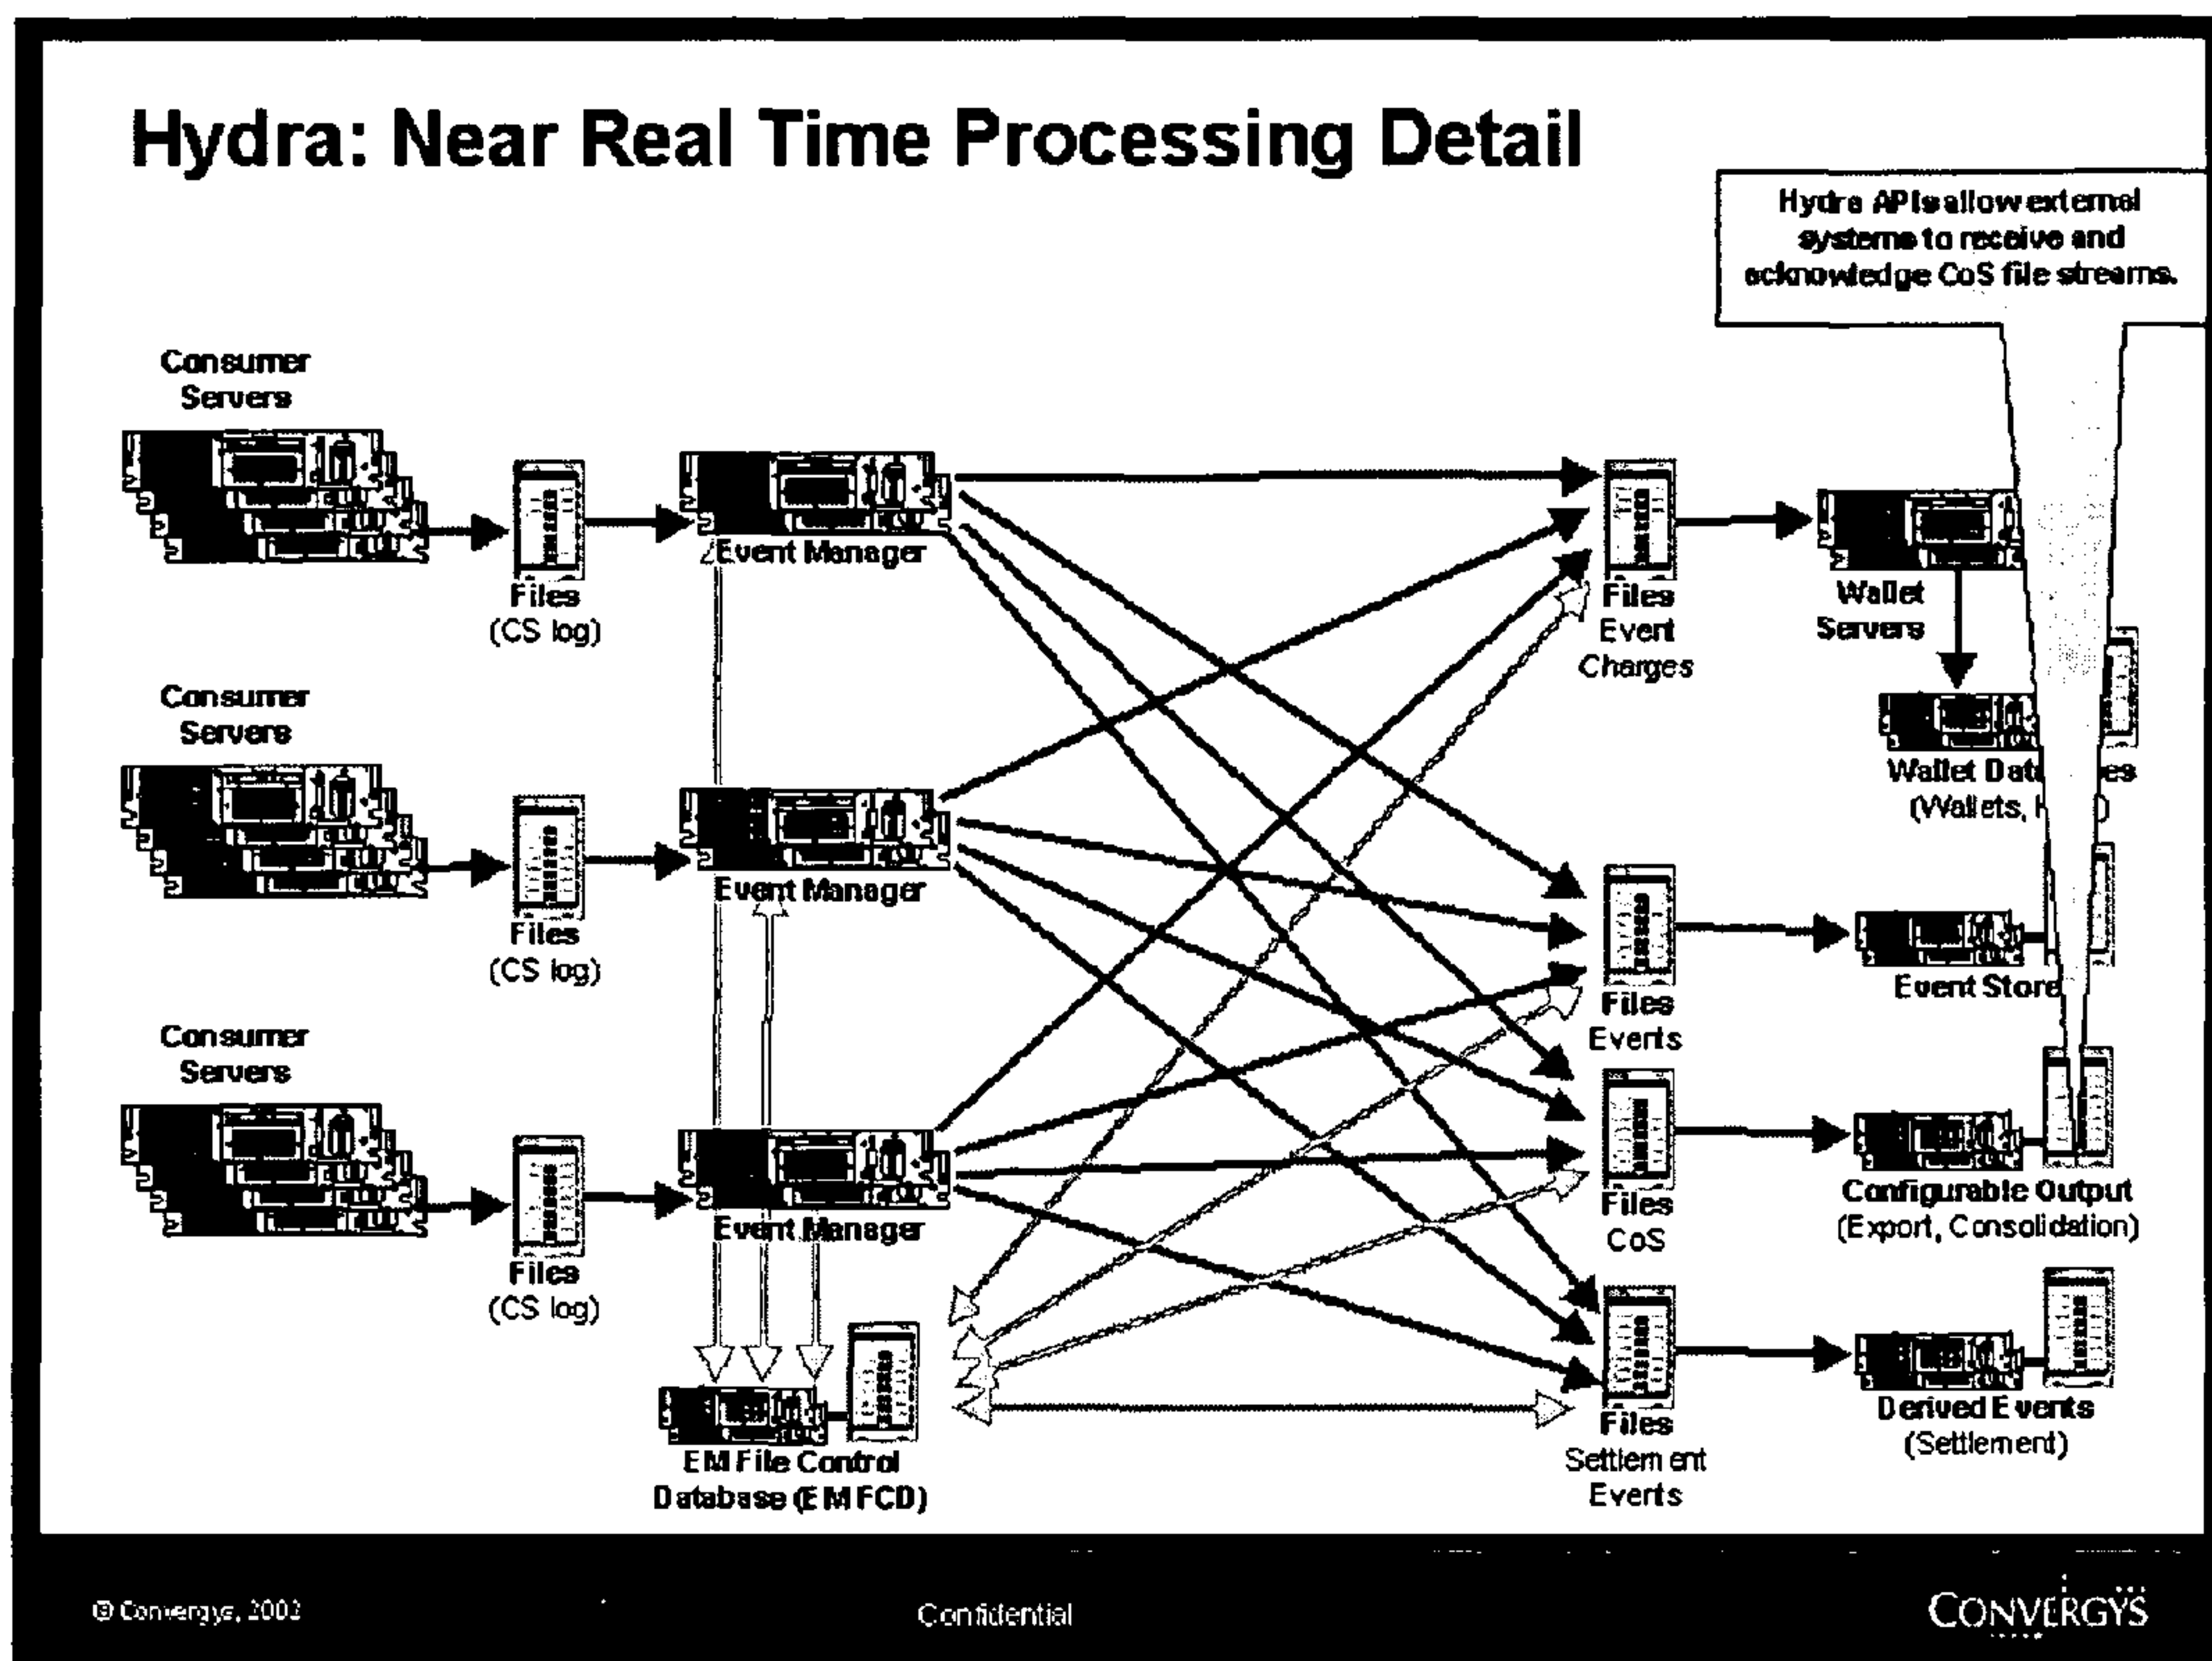 Hydra: Near Real Time Processing Detail
Hydra APIs allow external
systems to receive and
acknowledge CoS file streams.
Consumer
Servers
Files
(CS log)
Event Manager
Files
Event
Charges
Wallet
Servers
Wallet
(Wallets,
Consumer
Servers
Files
(CS log)
Event Manager
Files
Events
Event Store
Consumer
Servers
Files
(CS log)
Event Manager
Files
CoS
Configurable Output
(Export, Consolidation)
EM File Control
Database (EMFCD)
Files
Settlement
Events
Derived Events
(Settlement)
© Convergys, 2002
Confidential
CONVERGYS